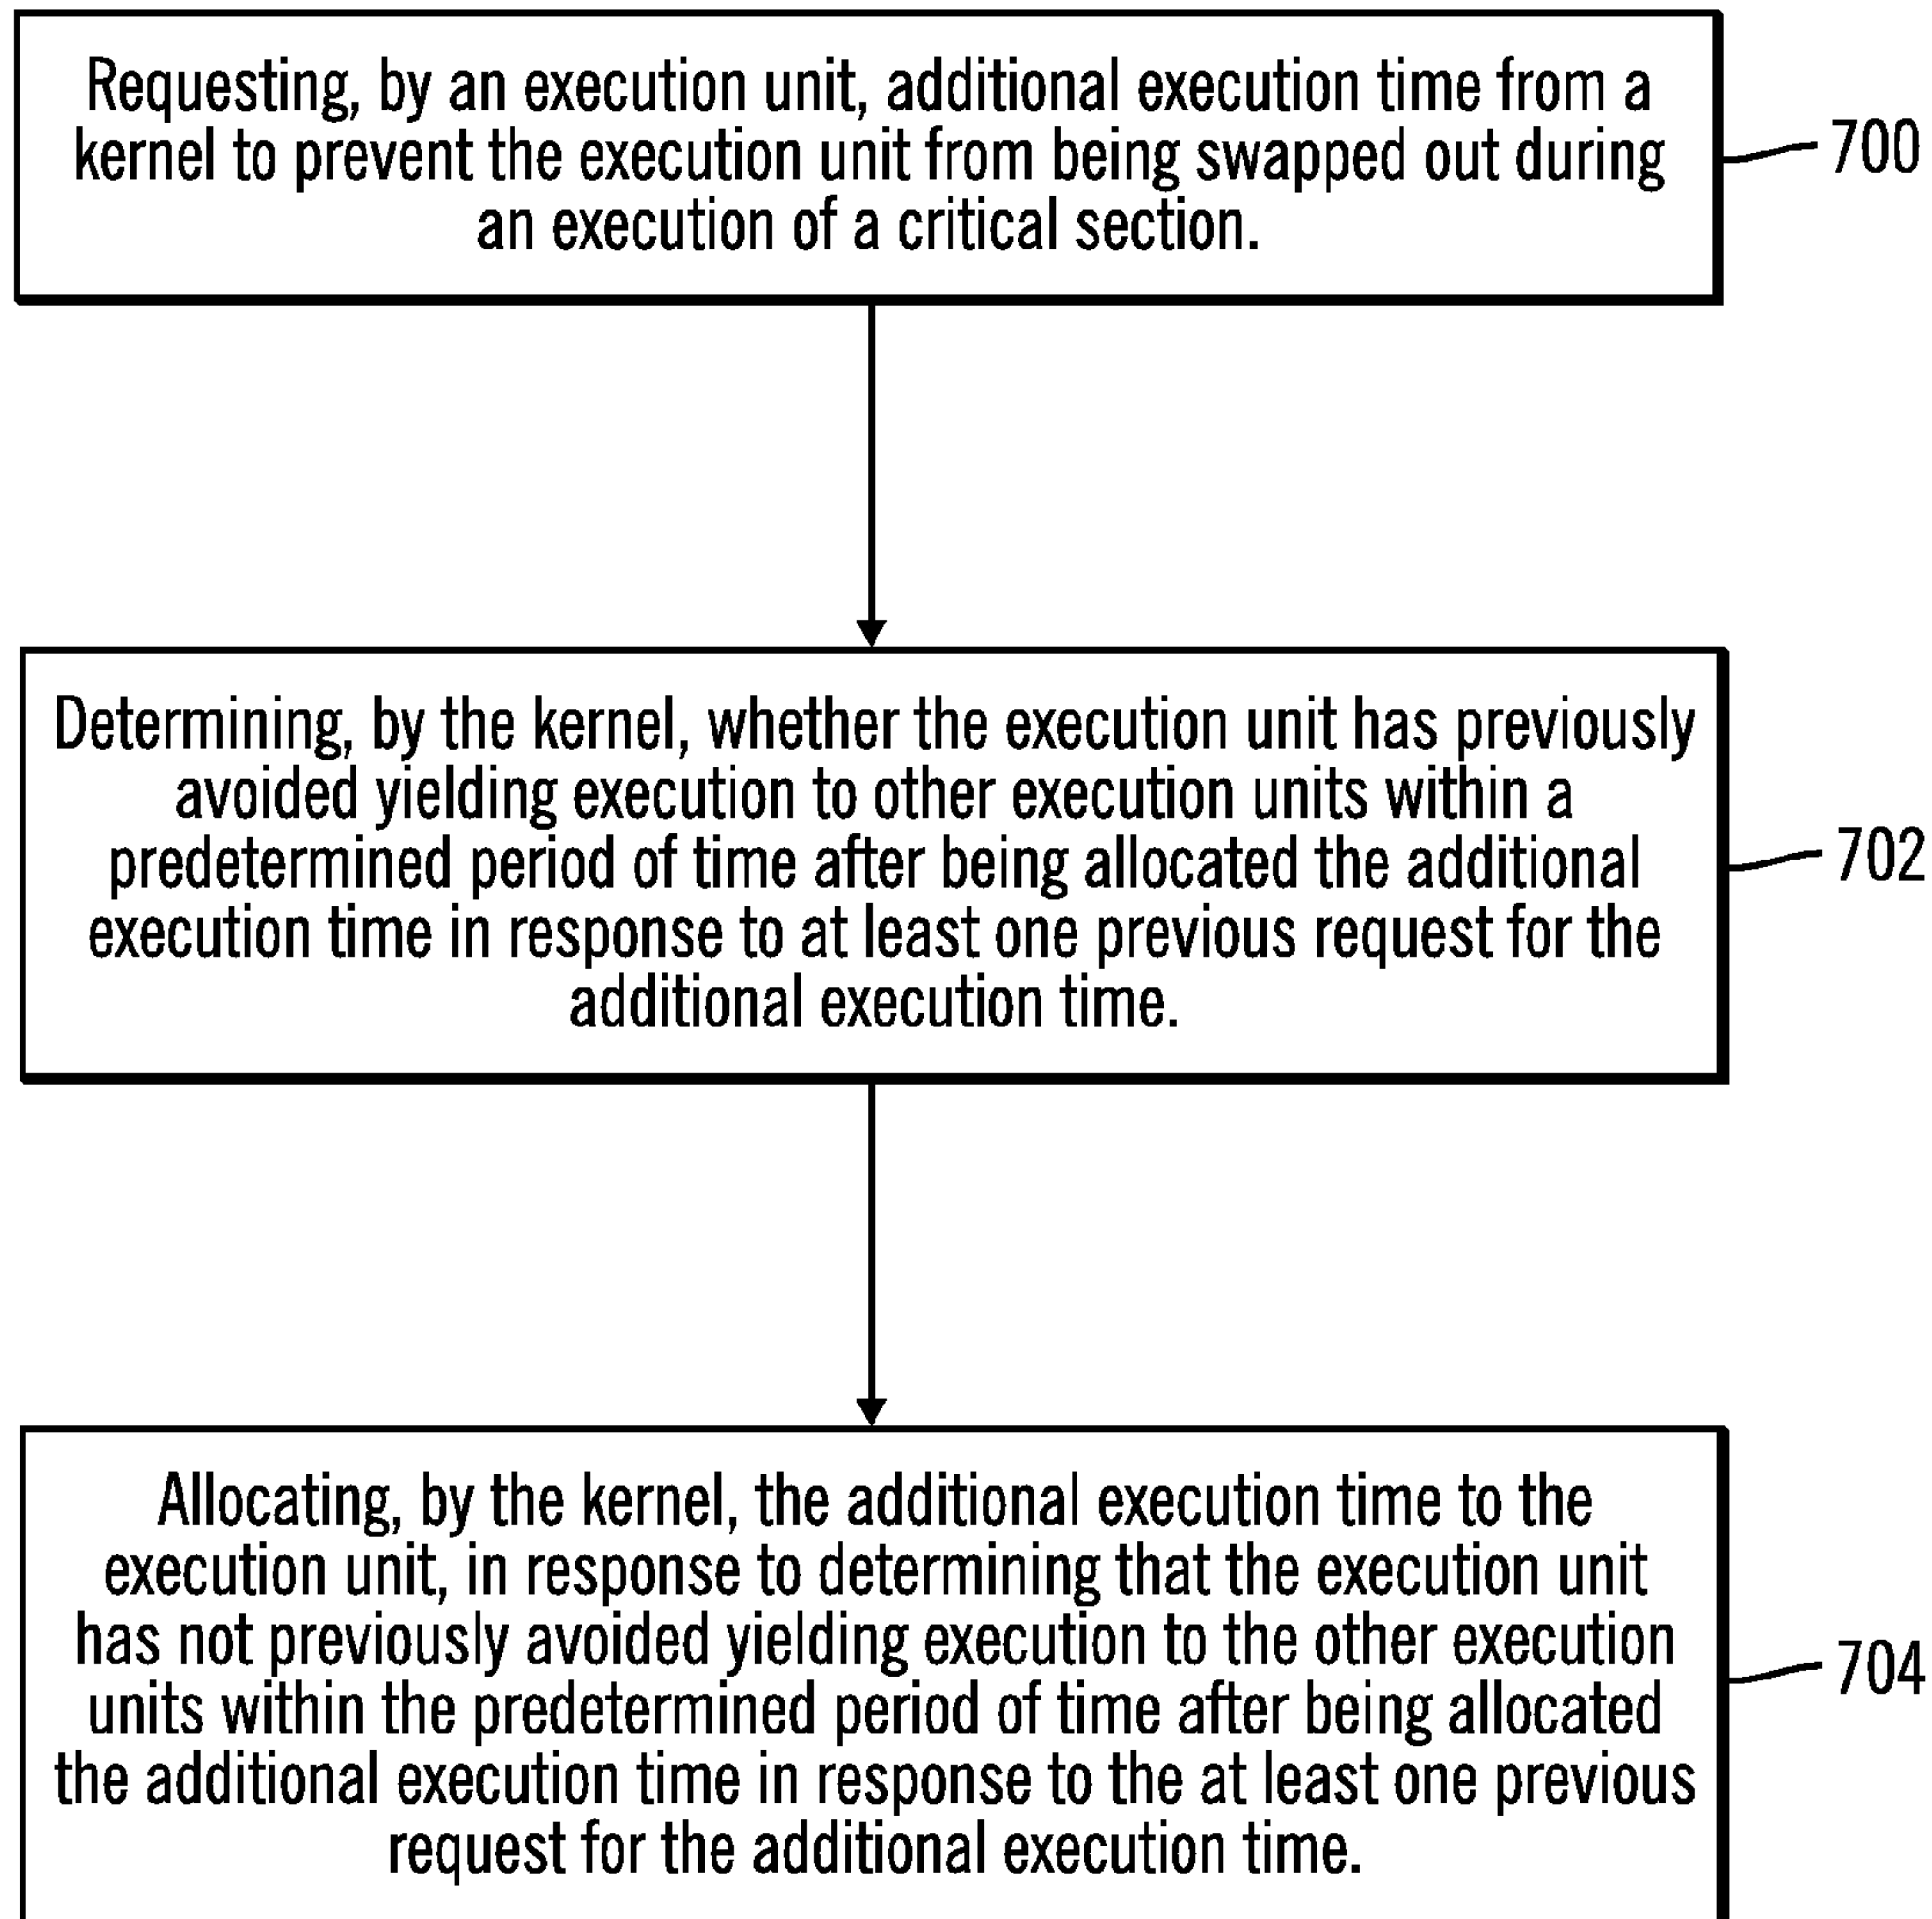 Requesting, by an execution unit, additional execution time from a
kernel to prevent the execution unit from being swapped out during
an execution of a critical section.
700
Determining, by the kernel, whether the execution unit has previously
avoided yielding execution to other execution units within a
predetermined period of time after being allocated the additional
execution time in response to at least one previous request for the
additional execution time.
702
Allocating, by the kernel, the additional execution time to the
execution unit, in response to determining that the execution unit
has not previously avoided yielding execution to the other execution
units within the predetermined period of time after being allocated
the additional execution time in response to the at least one previous
request for the additional execution time.
704